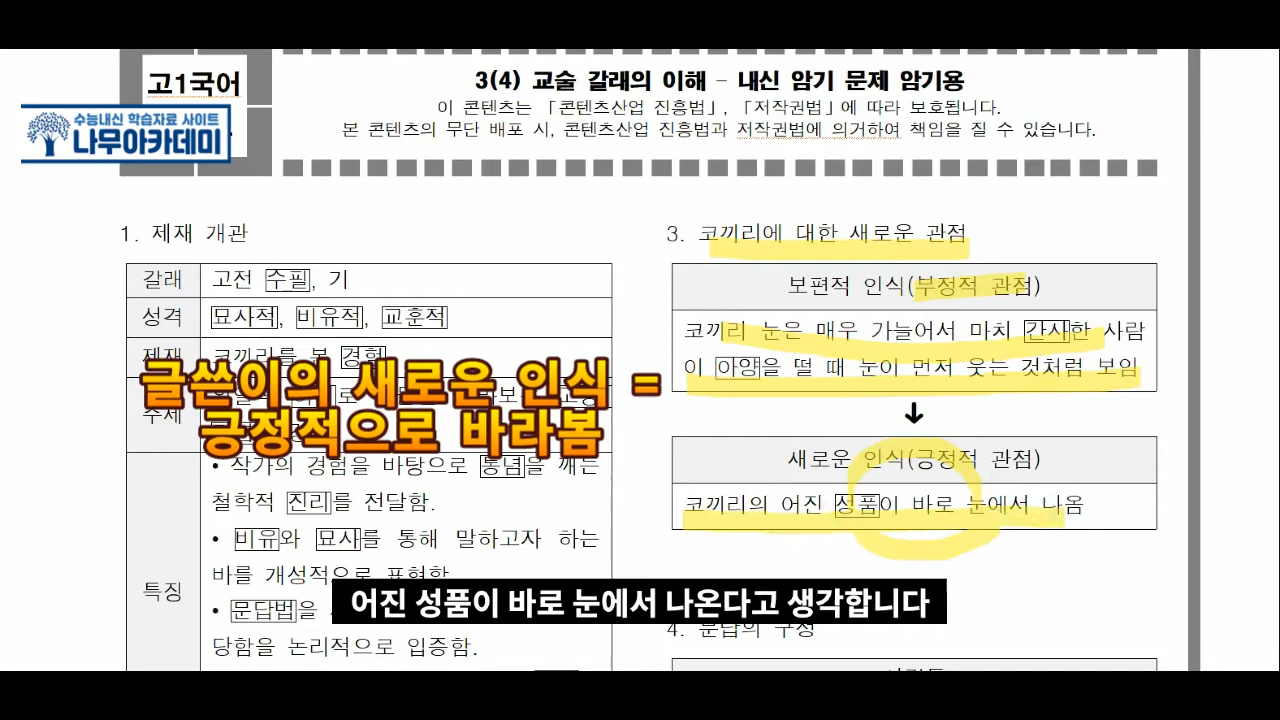 고1국어
수능내신 학습자료 사이트
나무아카데미
3(4) 교술 갈래의 이해 - 내신 암기 문제 암기용
이 콘텐츠는 「콘텐츠산업 진흥법」, 「저작권법」에 따라 보호됩니다.
본 콘텐츠의 무단 배포 시, 콘텐츠산업 진흥법과 저작권법에 의거하여 책임을 질 수 있습니다.
1. 제재 개관
갈래 고전 수필, 기
성격 묘사적, 비유적, 교훈적
제재 코끼리를 본 경험
주제
글쓴이의 새로운 인식 =
긍정적으로 바라봄
특징
• 작가의 경험을 바탕으로 통념을 깨는
철학적 진리를 전달함.
• 비유와 묘사를 통해 말하고자 하는
바를 개성적으로 표현함.
• 문답법을
당함을 논리적으로 입증함.
3. 코끼리에 대한 새로운 관점
보편적 인식(부정적 관점)
코끼리 눈은 매우 가늘어서 마치 간사한 사람
이 아양을 떨 때 눈이 먼저 웃는 것처럼 보임
↓
새로운 인식(긍정적 관점)
코끼리의 어진 성품이 바로 눈에서 나옴
4. 문답의 구성
어진 성품이 바로 눈에서 나온다고 생각합니다